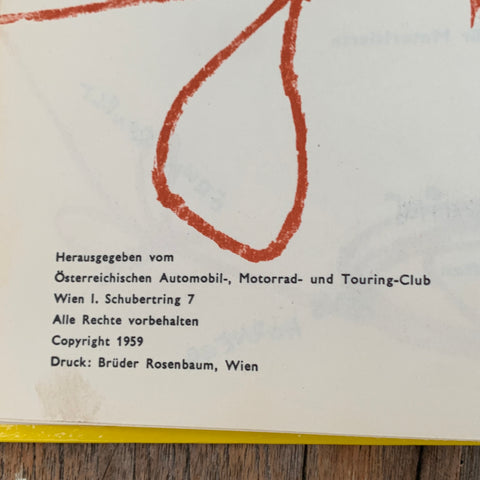 Herausgegeben vom
Österreichischen Automobil-, Motorrad- und Touring-Club
Wien I. Schubertring 7
Alle Rechte vorbehalten
Copyright 1959
Druck: Brüder Rosenbaum, Wien